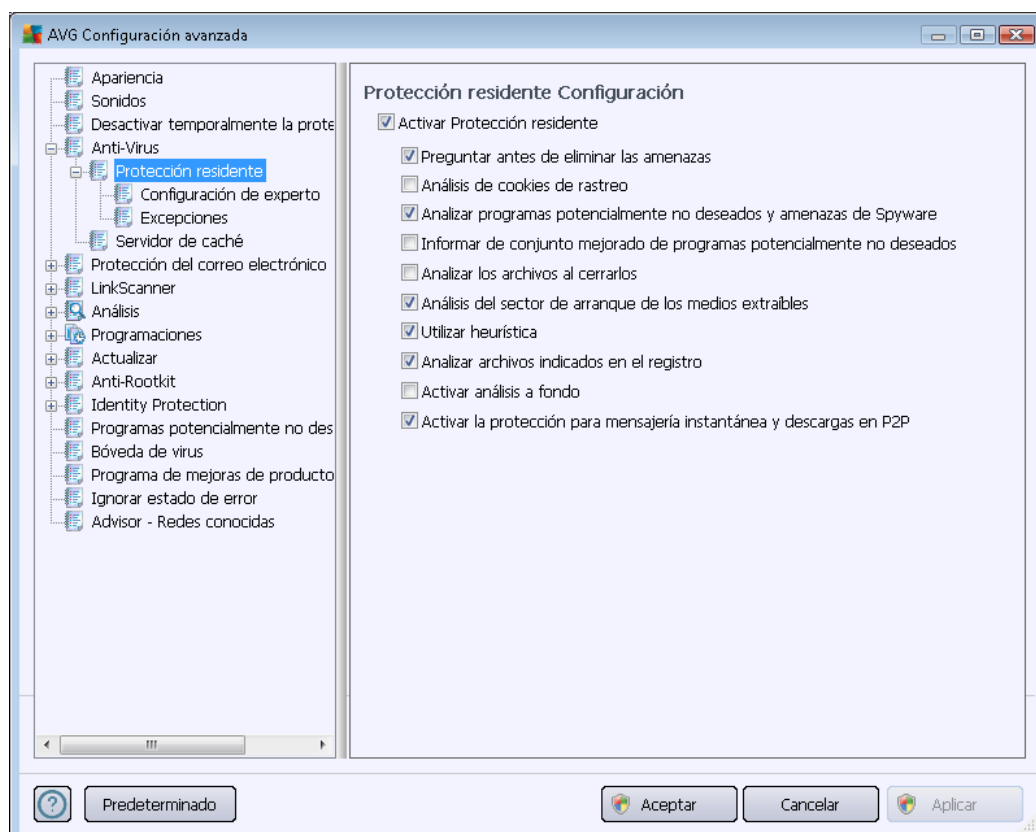 AVG Configuración avanzada
Apariencia
Sonidos
Desactivar temporalmente la prote
Anti-Virus
Protección residente
Configuración de experto
Excepciones
Servidor de caché
Protección del correo electrónico
LinkScanner
Análisis
Programaciones
Actualizar
Anti-Rootkit
Identity Protection
Programas potencialmente no des
Bóveda de virus
Programa de mejoras de producto
Ignorar estado de error
Advisor - Redes conocidas
Protección residente Configuración
Activar Protección residente
Preguntar antes de eliminar las amenazas
Análisis de cookies de rastreo
Analizar programas potencialmente no deseados y amenazas de Spyware
Informar de conjunto mejorado de programas potencialmente no deseados
Analizar los archivos al cerrarlos
Análisis del sector de arranque de los medios extraíbles
Utilizar heurística
Analizar archivos indicados en el registro
Activar análisis a fondo
Activar la protección para mensajería instantánea y descargas en P2P
Predeterminado
Aceptar
Cancelar
Aplicar